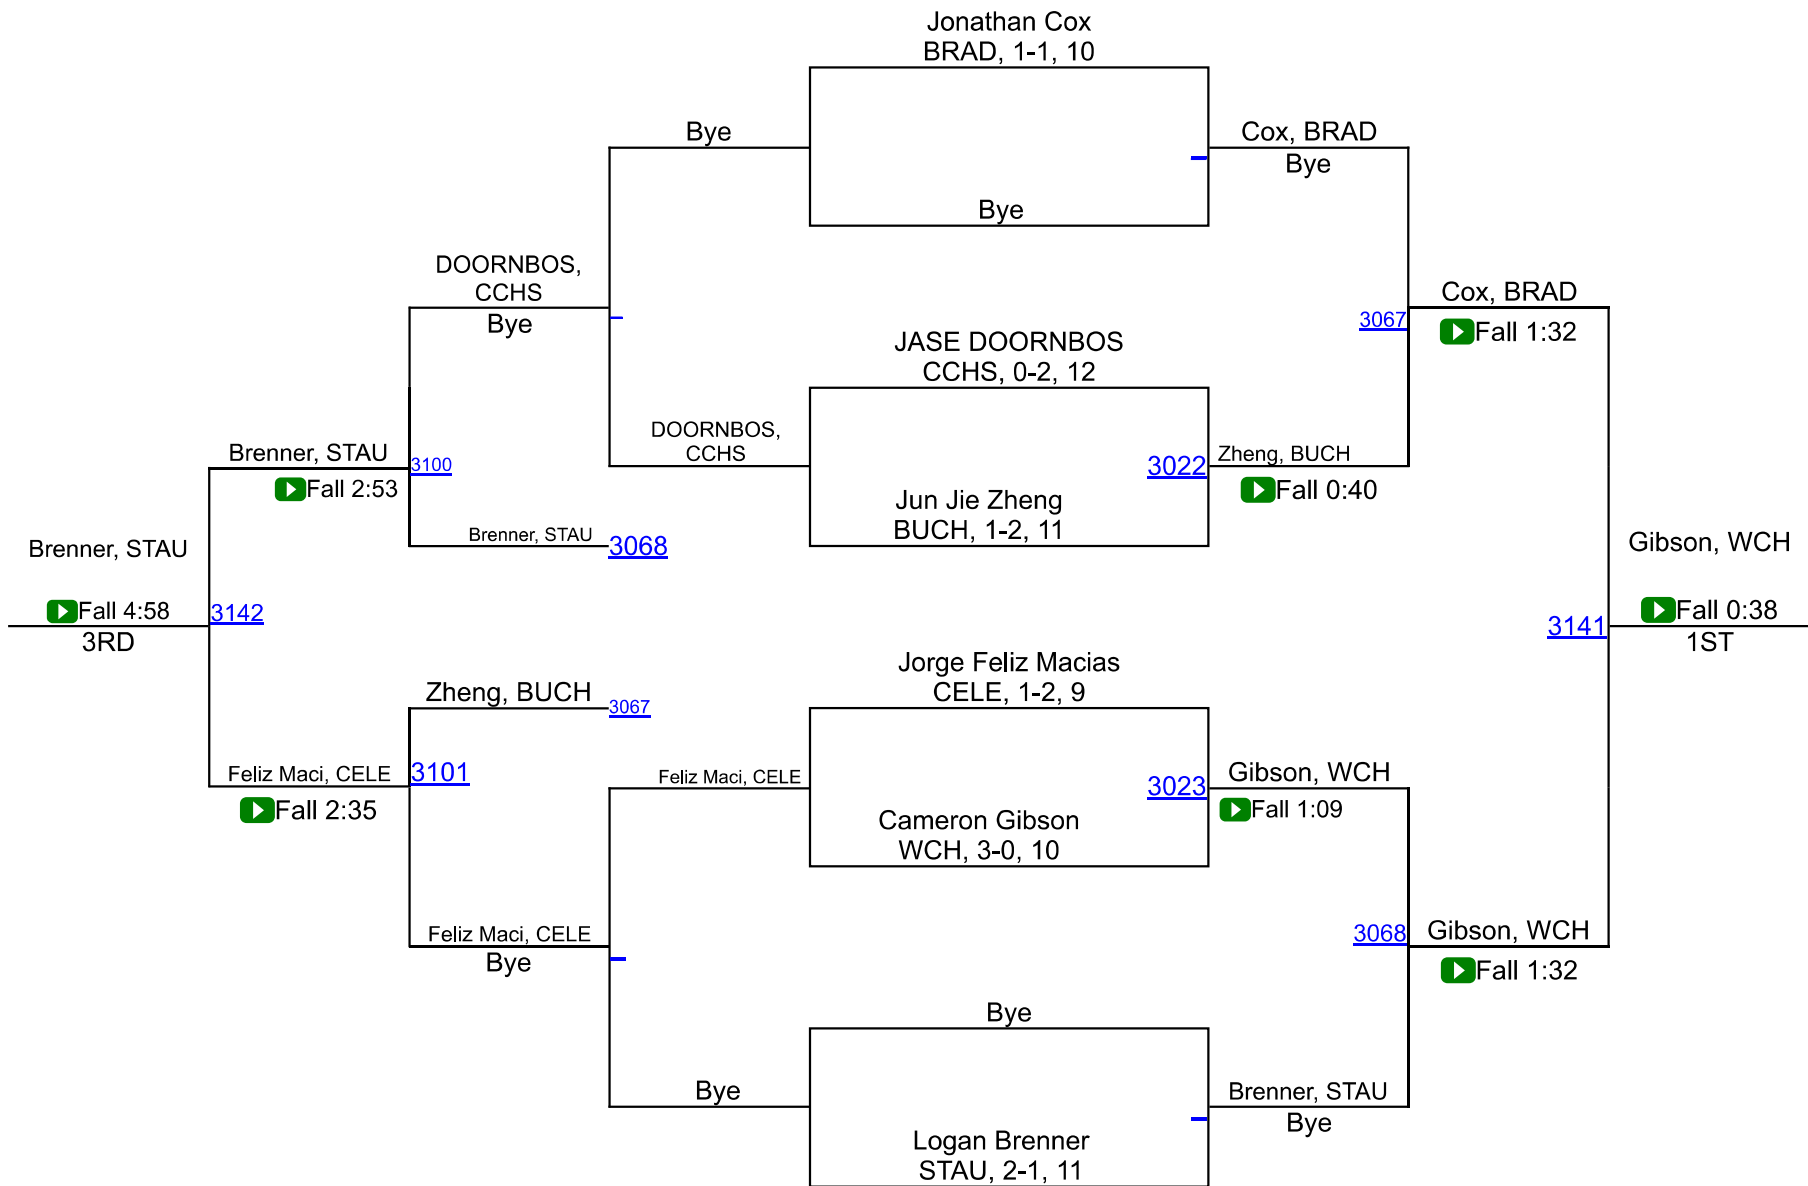 Jonathan Cox
BRAD, 1-1, 10
Bye
Cox, BRAD
Bye
Bye
DOORNBOS,
CCHS
Bye
Cox, BRAD
3067
Fall 1:32
JASE DOORNBOS
CCHS, 0-2, 12
DOORNBOS,
CCHS
Brenner, STAU
3100
3022
Zheng, BUCH
Fall 2:53
Fall 0:40
Jun Jie Zheng
BUCH, 1-2, 11
Brenner, STAU
3068
Brenner, STAU
Gibson, WCH
Fall 4:58
3142
3RD
3141
Fall 0:38
1ST
Jorge Feliz Macias
CELE, 1-2, 9
Zheng, BUCH
3067
Feliz Maci, CELE
3101
Fall 2:35
Feliz Maci, CELE
3023
Gibson, WCH
Fall 1:09
Cameron Gibson
WCH, 3-0, 10
Feliz Maci, CELE
Bye
3068
Gibson, WCH
Fall 1:32
Bye
Bye
Brenner, STAU
Bye
Logan Brenner
STAU, 2-1, 11